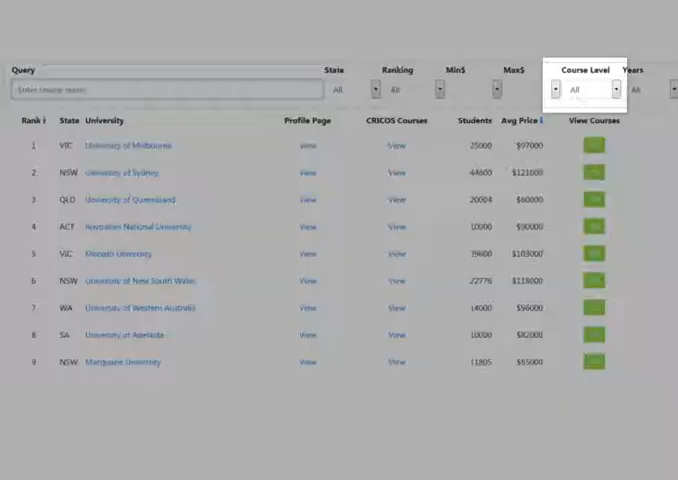 Query State Ranking Min$ Max$ Course Level Years
Enter course name All All All All
Rank State University Profile Page CRICOS Courses Students Avg Price View Courses
1 VIC University of Melbourne View View 25000 $97000
2 NSW University of Sydney View View 44600 $121000
3 QLD University of Queensland View View 20004 $60000
4 ACT Australian National University View View 10000 $90000
5 VIC Monash University View View 39600 $103000
6 NSW University of New South Wales View View 22776 $118000
7 WA University of Western Australia View View 14000 $96000
8 SA University of Adelaide View View 10000 $82000
9 NSW Macquarie University View View 11805 $85000